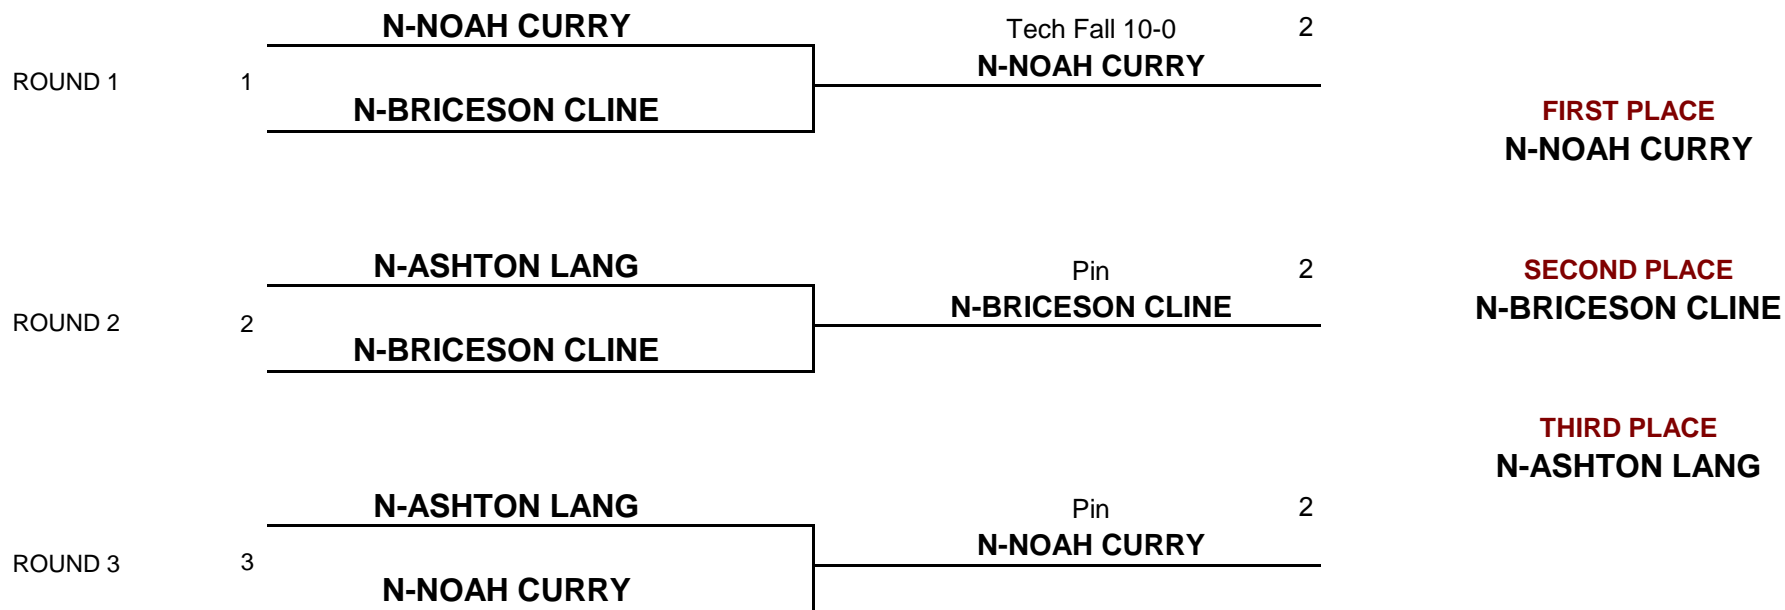 N-NOAH CURRY
Tech Fall 10-0 2
N-NOAH CURRY
ROUND 1 1
N-BRICESON CLINE
FIRST PLACE
N-NOAH CURRY
N-ASHTON LANG
Pin 2
SECOND PLACE
N-BRICESON CLINE
N-BRICESON CLINE
ROUND 2 2
N-BRICESON CLINE
THIRD PLACE
N-ASHTON LANG
N-ASHTON LANG
Pin 2
N-NOAH CURRY
ROUND 3 3
N-NOAH CURRY